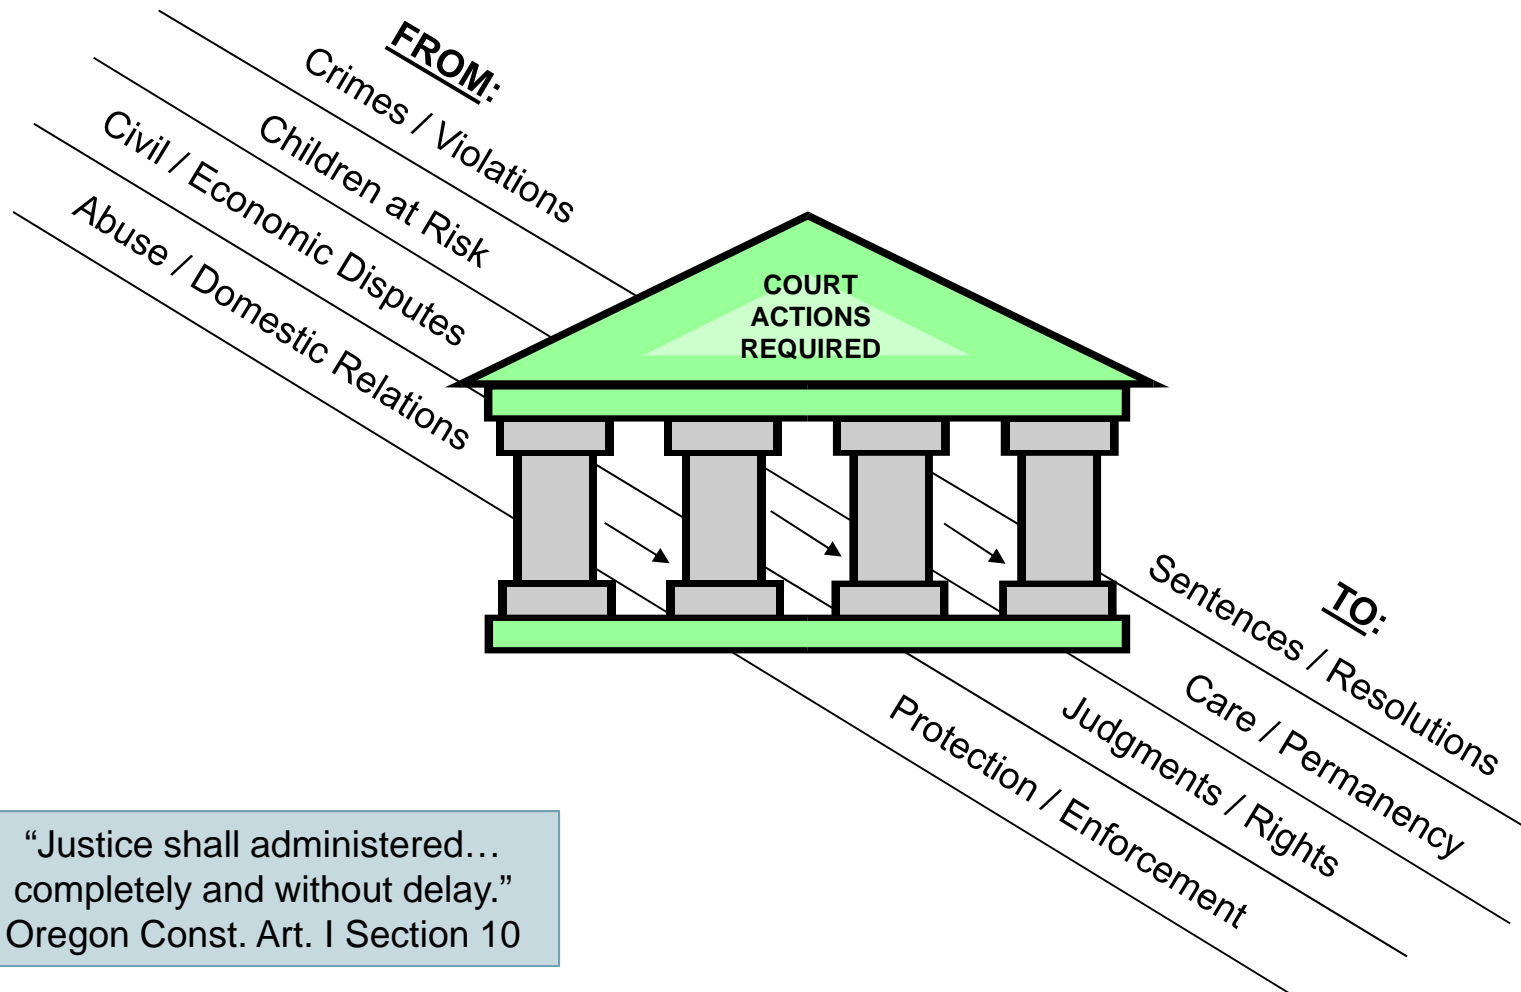 FROM:
Crimes / Violations
Children at Risk
Civil / Economic Disputes
Abuse / Domestic Relations
COURT
ACTIONS
REQUIRED
TO:
Sentences / Resolutions
Care / Permanency
Judgments / Rights
Protection / Enforcement
“Justice shall administered…
completely and without delay.”
Oregon Const. Art. I Section 10